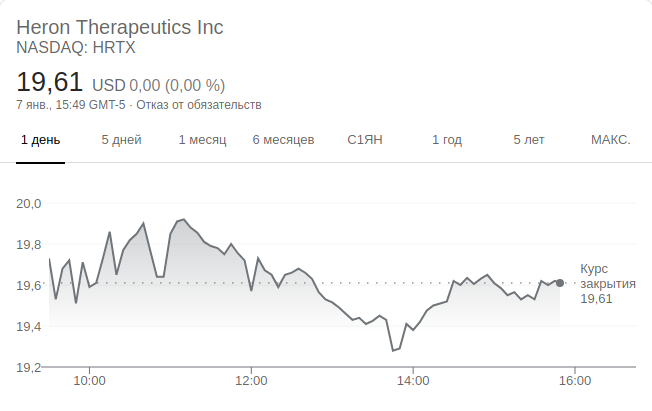 Heron Therapeutics Inc
NASDAQ: HRTX
19,61 USD 0,00 (0,00 %)
7 янв., 15:49 GMT-5 · Отказ от обязательств
1 день 5 дней 1 месяц 6 месяцев С1ЯН 1 год 5 лет МАКС.
20,0
19,8
19,6
19,4
19,2
Курс
закрытия
19,61
10:00 12:00 14:00 16:00